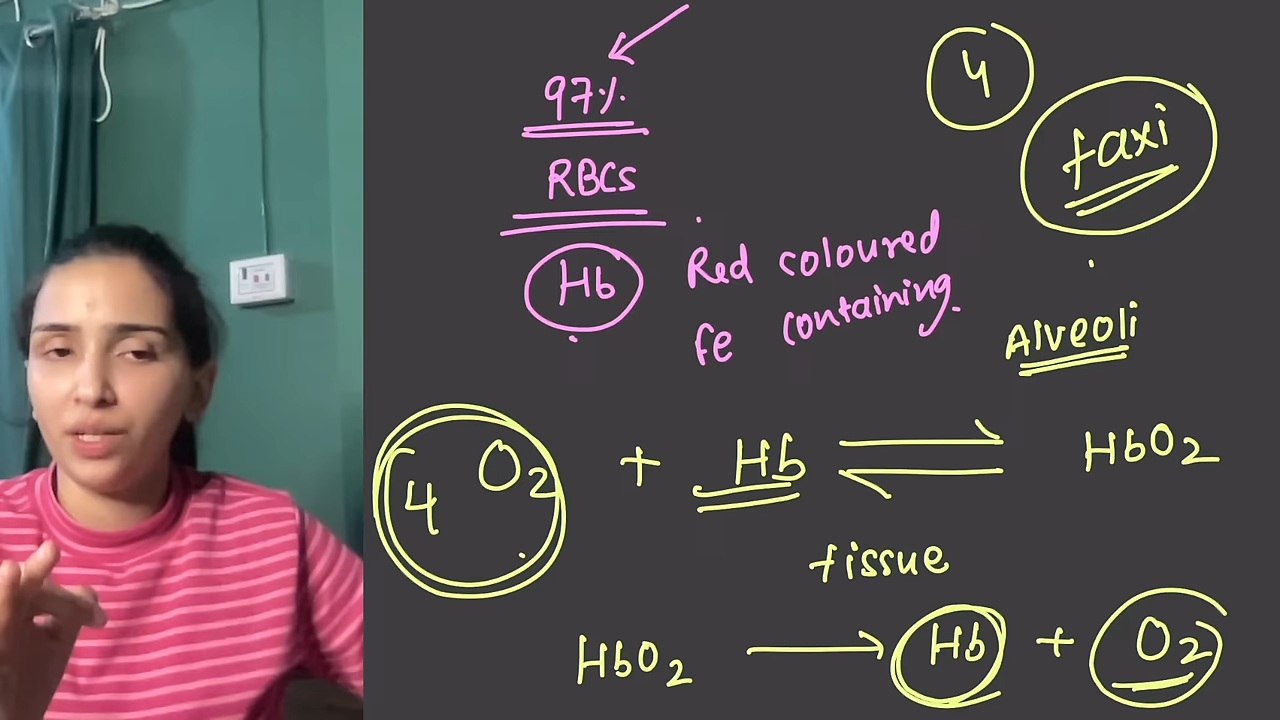 97%
RBCs
Hb
Red coloured
fe containing.
4
taxi
Alveoli
4 O2 + Hb ⇌ HbO2
tissue
HbO2 → Hb + O2